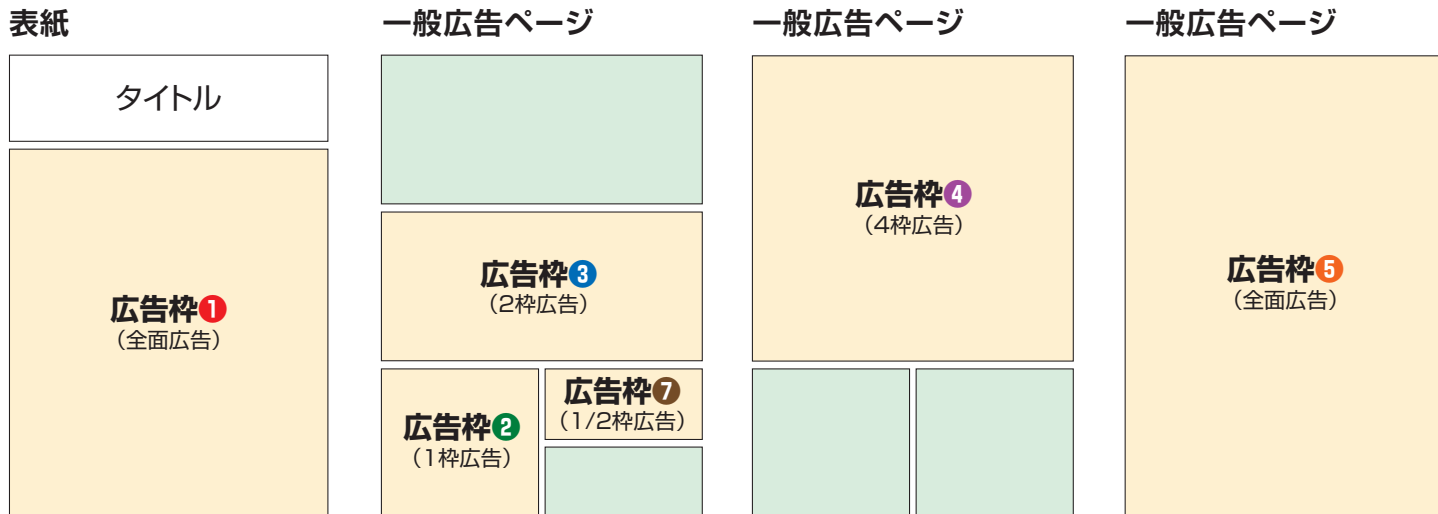 表紙
タイトル
広告枠❶
（全面広告）
一般広告ページ
広告枠❸
（2枠広告）
広告枠❷
（1枠広告）
広告枠❼
（1/2枠広告）
一般広告ページ
広告枠❹
（4枠広告）
一般広告ページ
広告枠❺
（全面広告）